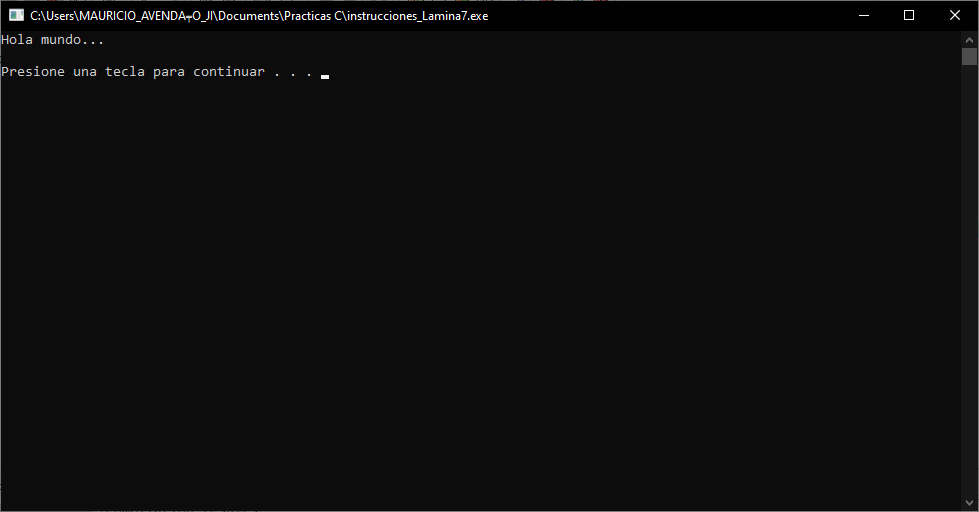 C:\Users\MAURICIO_AVENDA╤O_JI\Documents\Practicas C\instrucciones_Lamina7.exe
Hola mundo...
Presione una tecla para continuar . . .